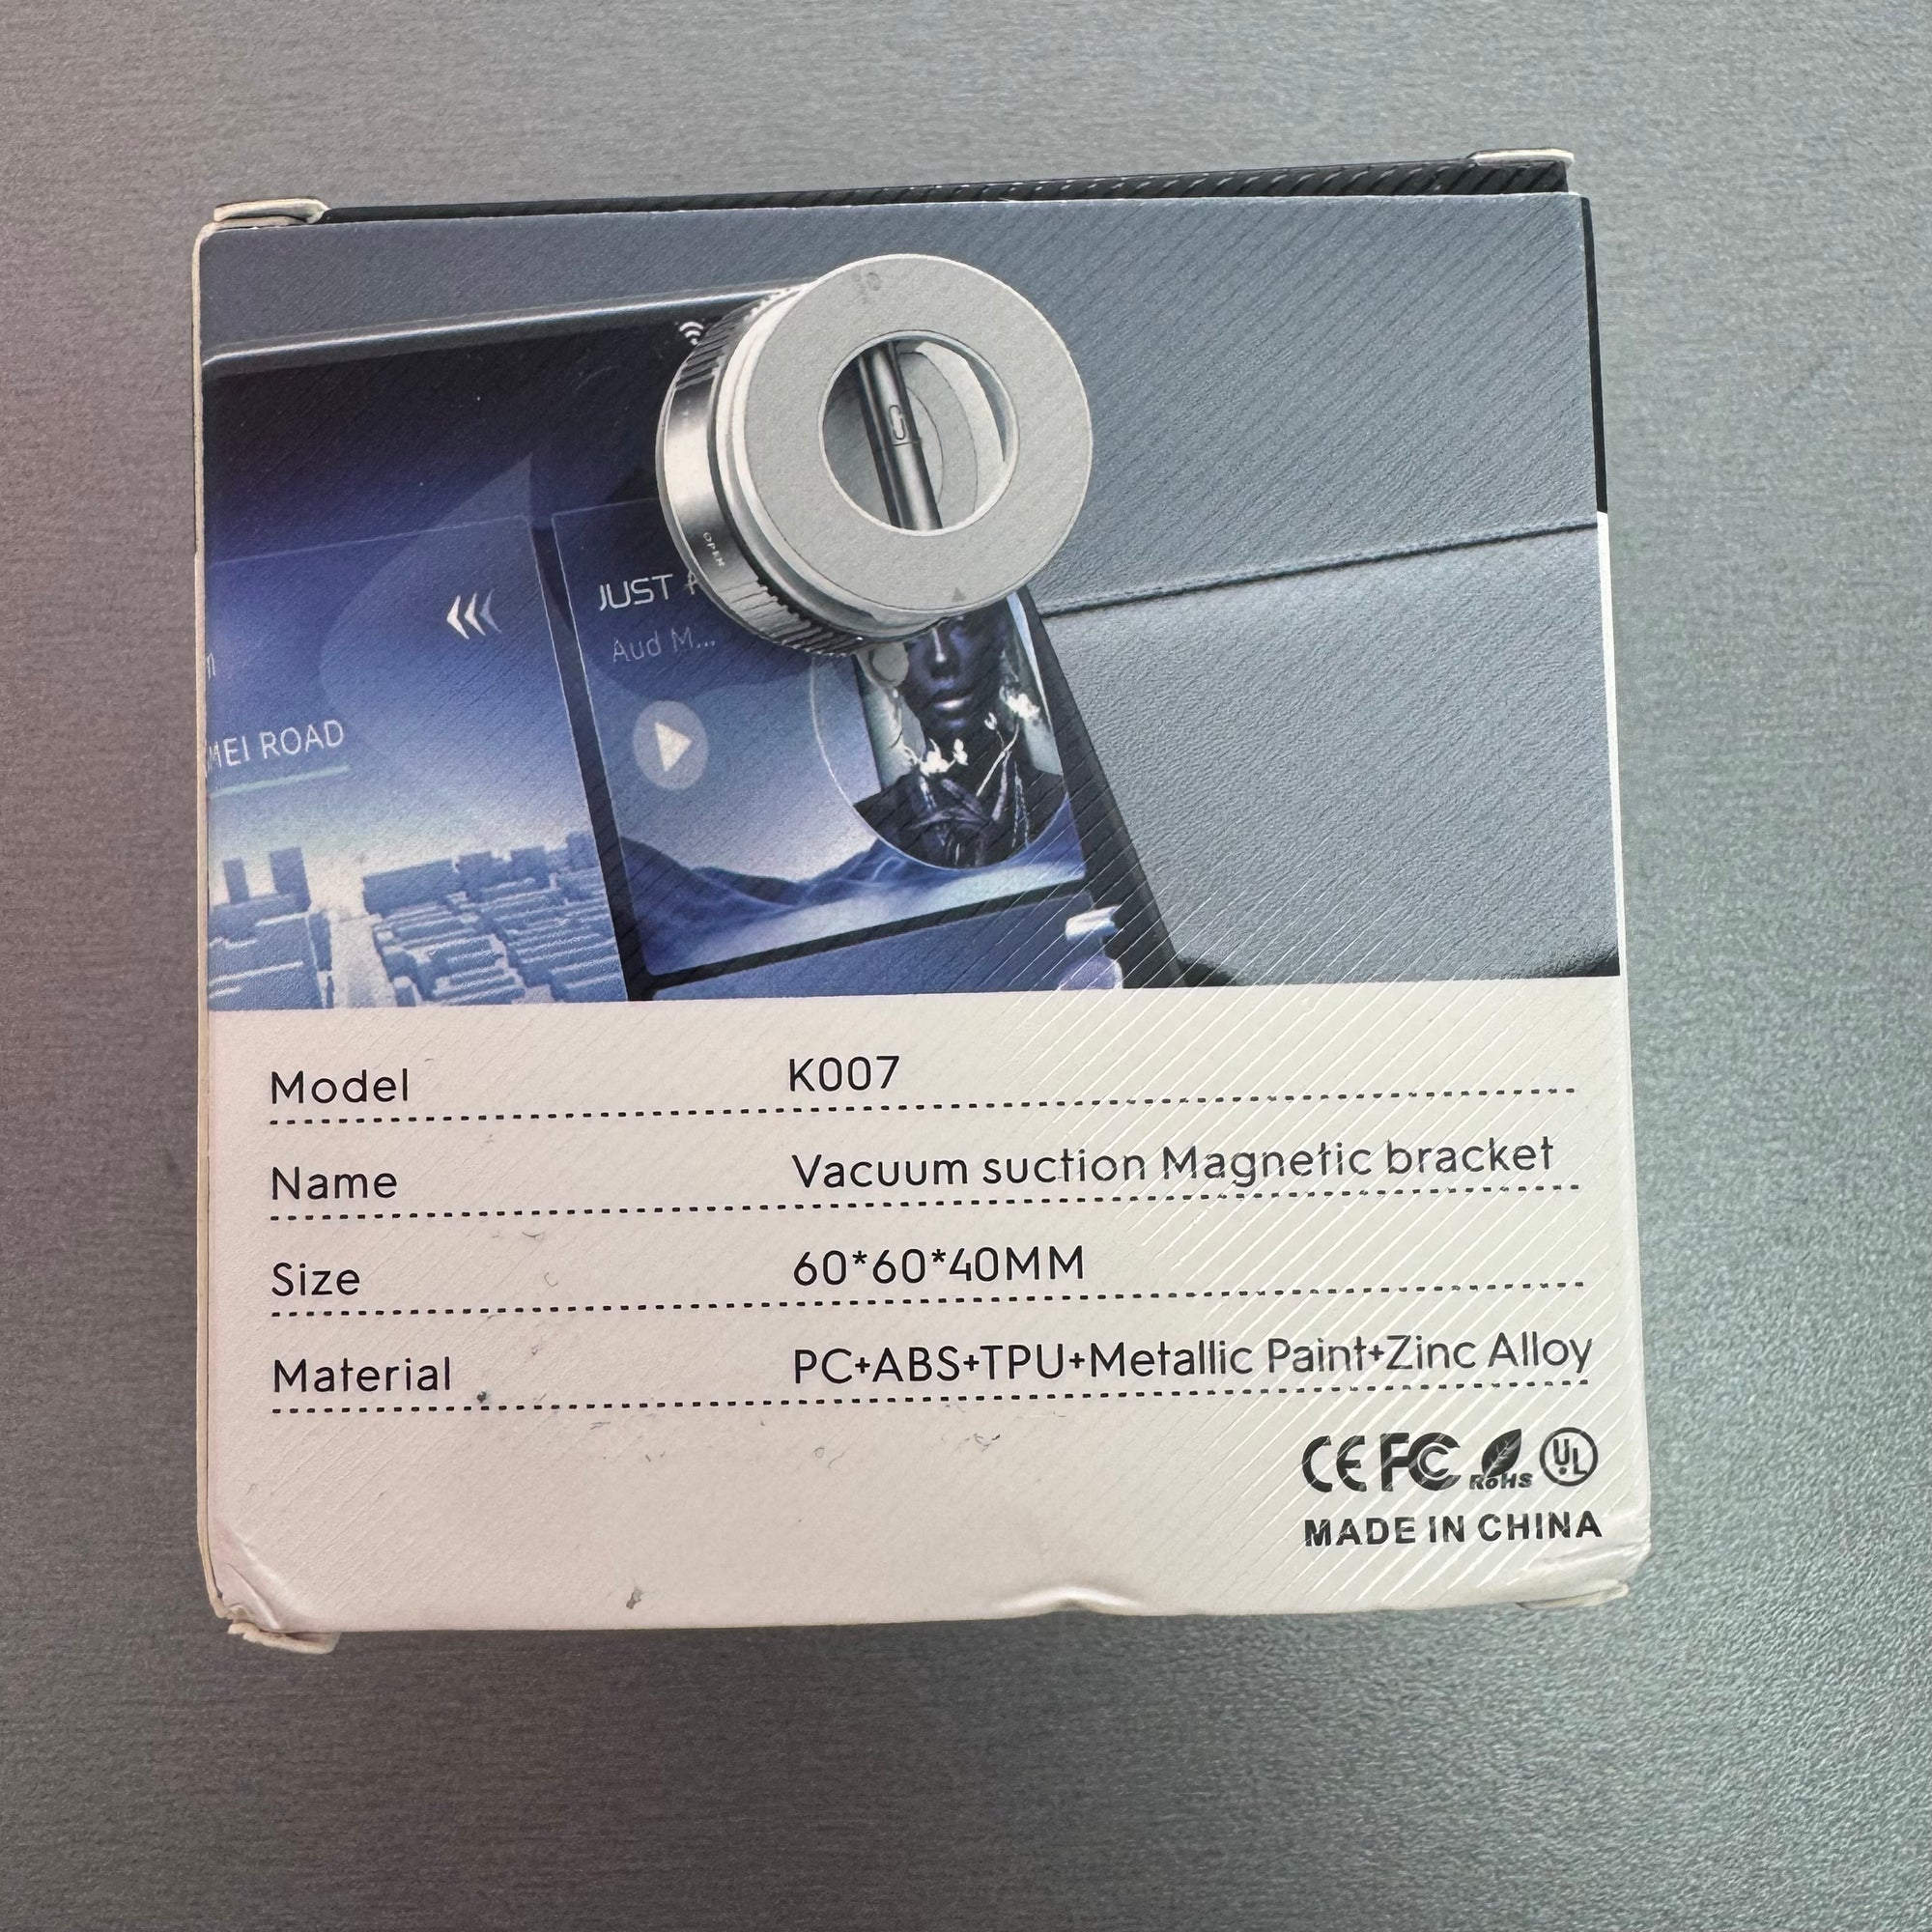 OPEN
JUST
Aud M...
MEI ROAD
Model K007
Name Vacuum suction Magnetic bracket
Size 60*60*40MM
Material PC+ABS+TPU+Metallic Paint+Zinc Alloy
CE FC RoHS UL
MADE IN CHINA